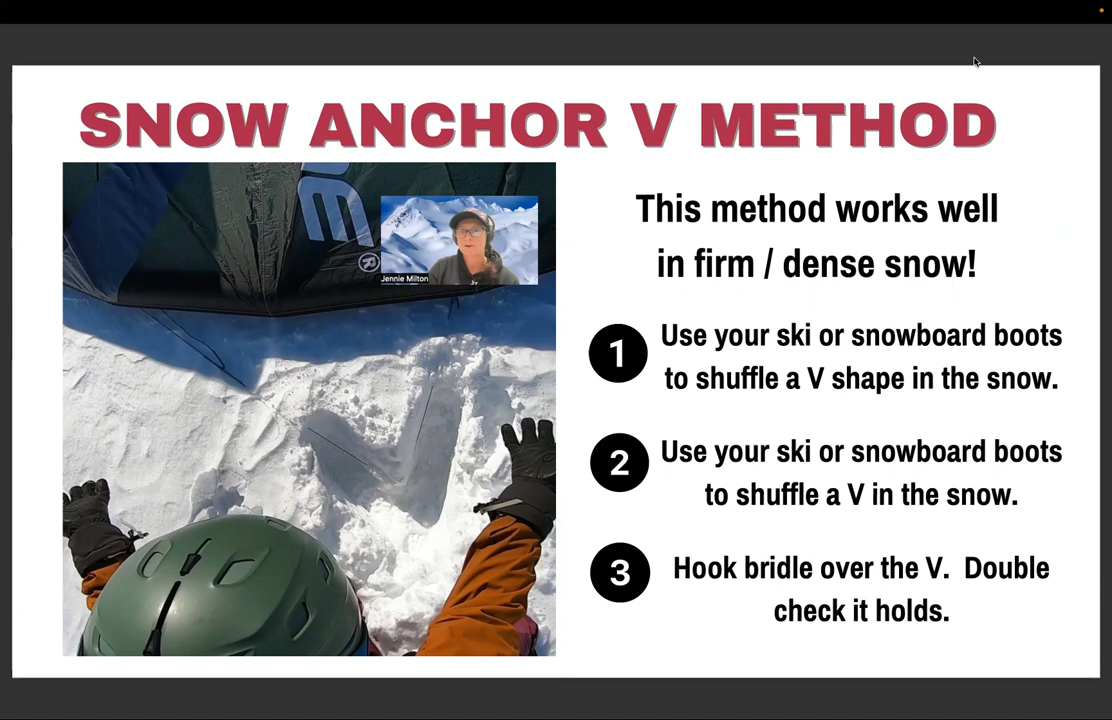 SNOW ANCHOR V METHOD
Jennie Milton
®
This method works well
in firm / dense snow!
1 Use your ski or snowboard boots
to shuffle a V shape in the snow.
2 Use your ski or snowboard boots
to shuffle a V in the snow.
3 Hook bridle over the V. Double
check it holds.